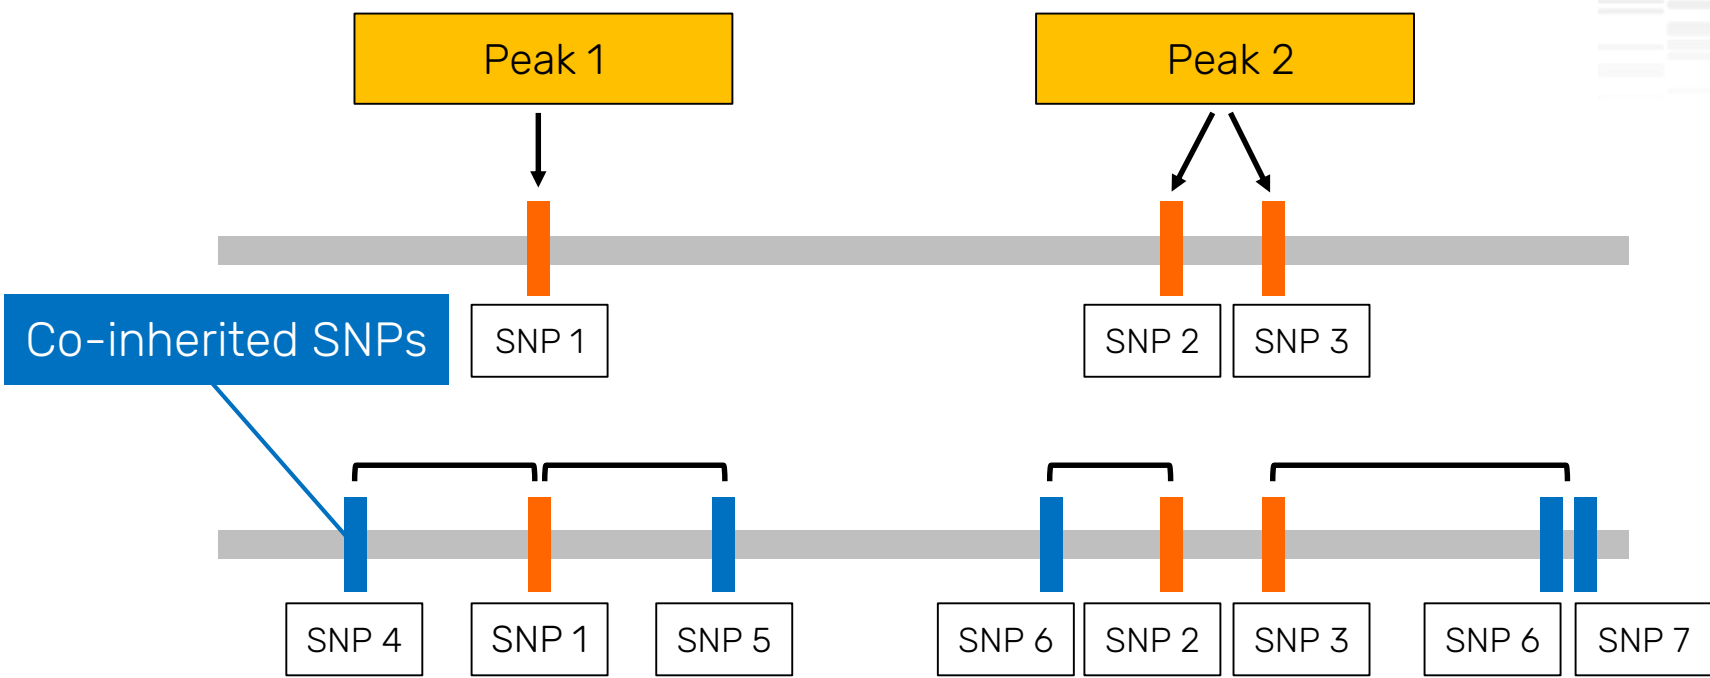 Peak 1
Peak 2
SNP 1
SNP 2
SNP 3
Co-inherited SNPs
SNP 4
SNP 1
SNP 5
SNP 6
SNP 2
SNP 3
SNP 6
SNP 7